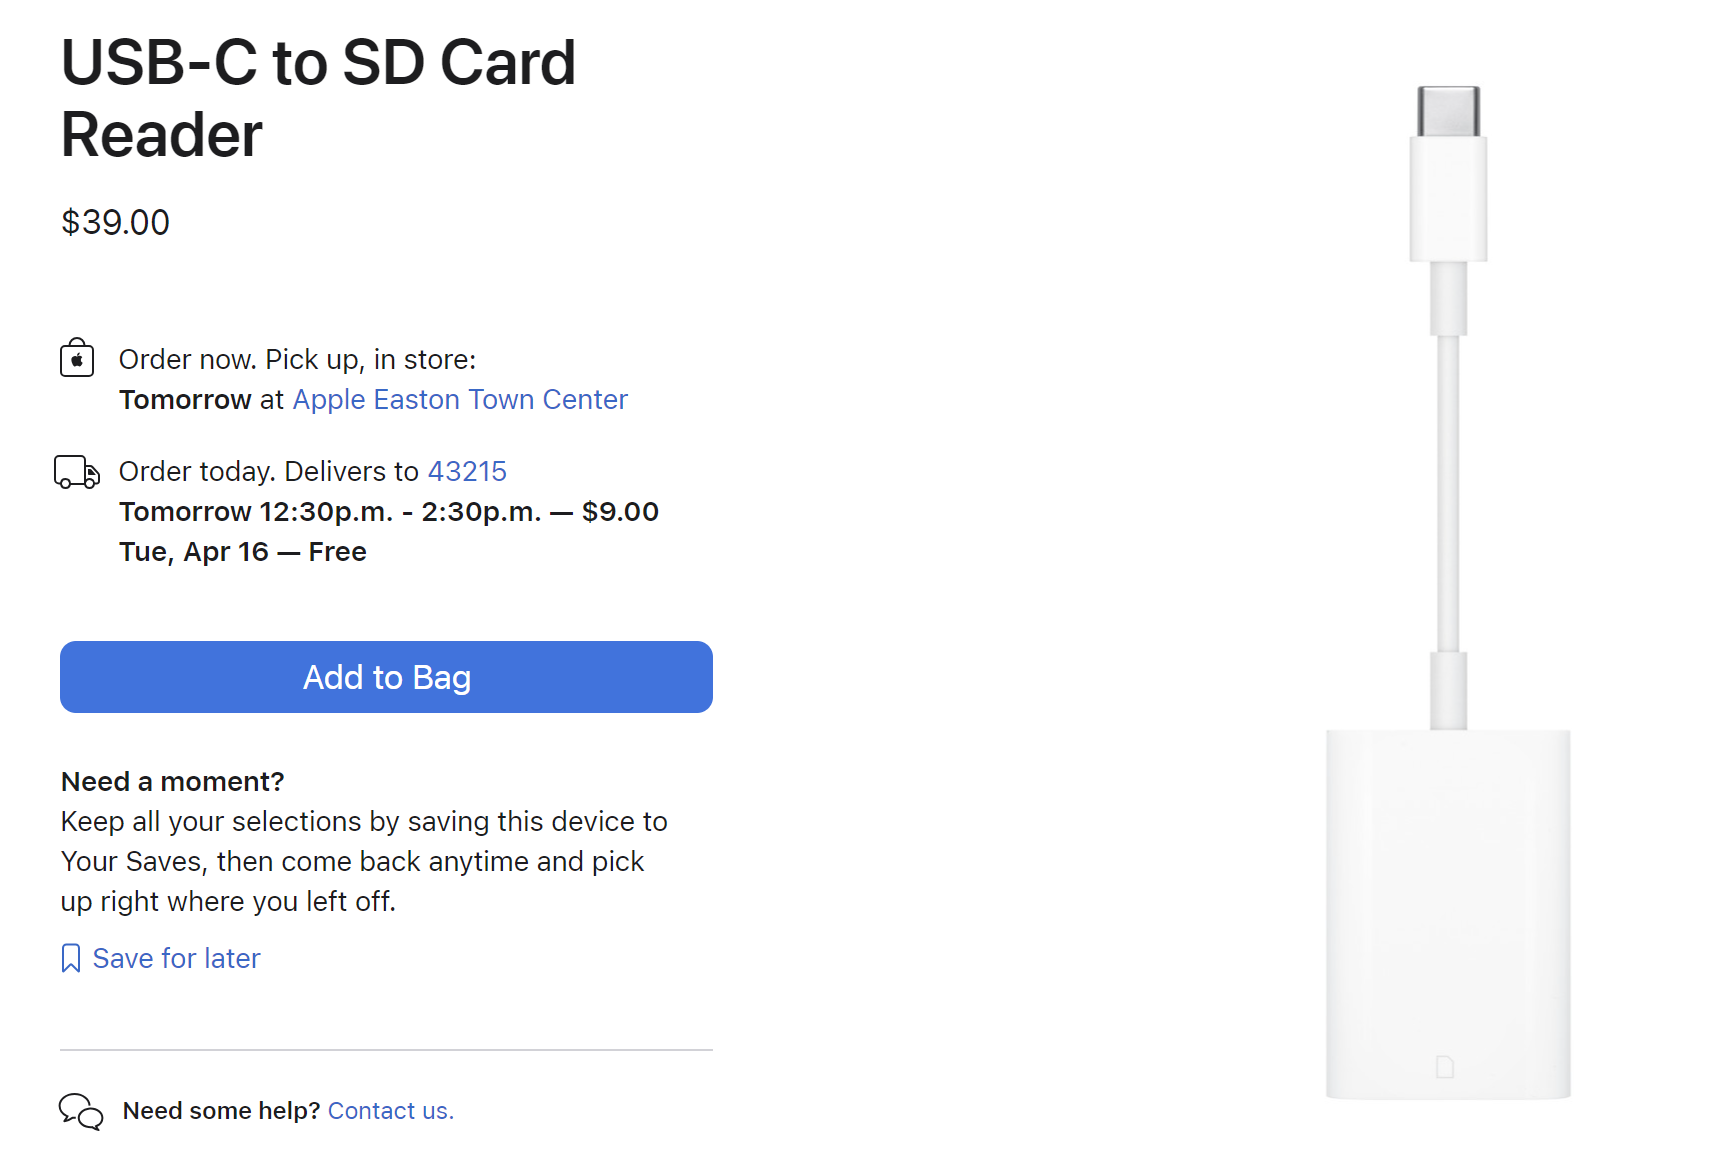 USB-C to SD Card
Reader
$39.00
Order now. Pick up, in store:
Tomorrow at Apple Easton Town Center
Order today. Delivers to 43215
Tomorrow 12:30p.m. - 2:30p.m. — $9.00
Tue, Apr 16 — Free
Add to Bag
Need a moment?
Keep all your selections by saving this device to
Your Saves, then come back anytime and pick
up right where you left off.
Save for later
Need some help? Contact us.